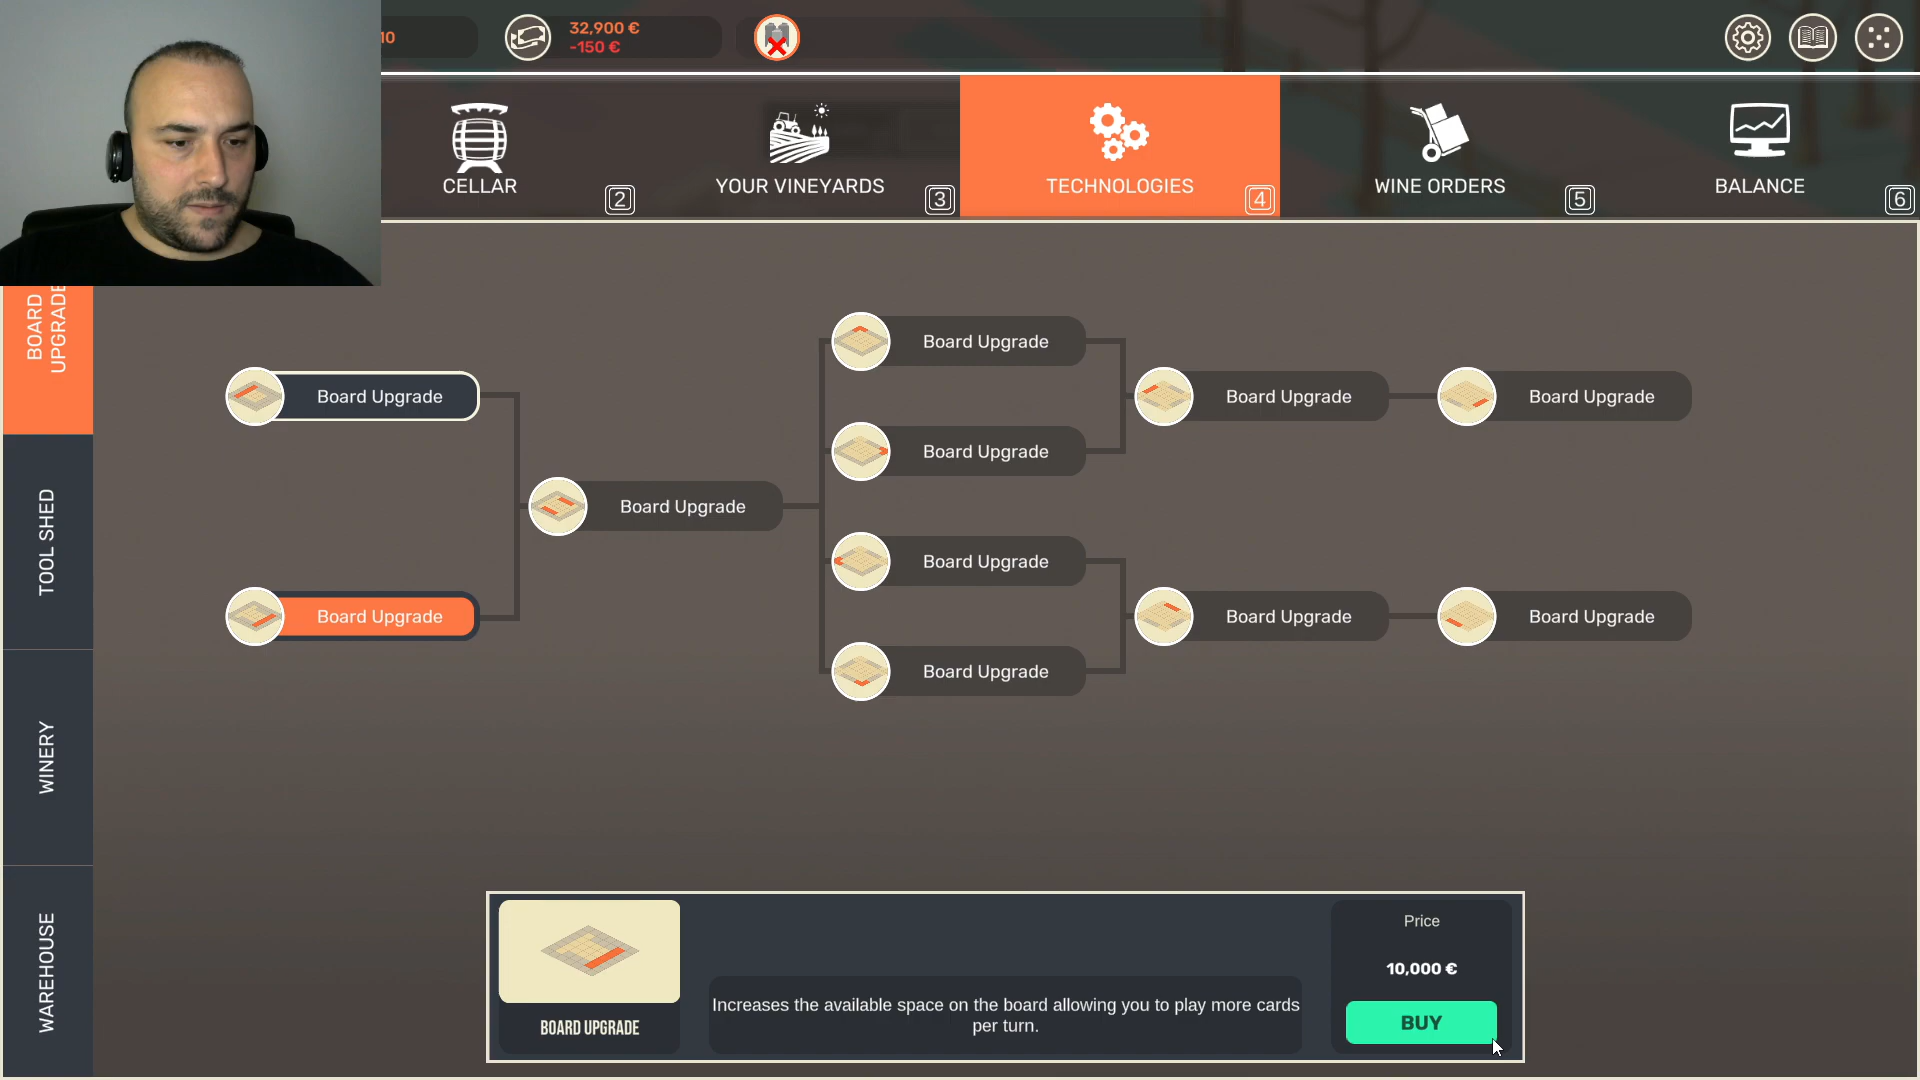 10
32,900 €
-150 €
CELLAR
2
YOUR VINEYARDS
3
TECHNOLOGIES
4
WINE ORDERS
5
BALANCE
6
BOARD
UPGRADE
TOOL SHED
WINERY
WAREHOUSE
Board Upgrade
Board Upgrade
Board Upgrade
Board Upgrade
Board Upgrade
Board Upgrade
Board Upgrade
Board Upgrade
Board Upgrade
Board Upgrade
Board Upgrade
BOARD UPGRADE
Increases the available space on the board allowing you to play more cards
per turn.
Price
10,000 €
BUY